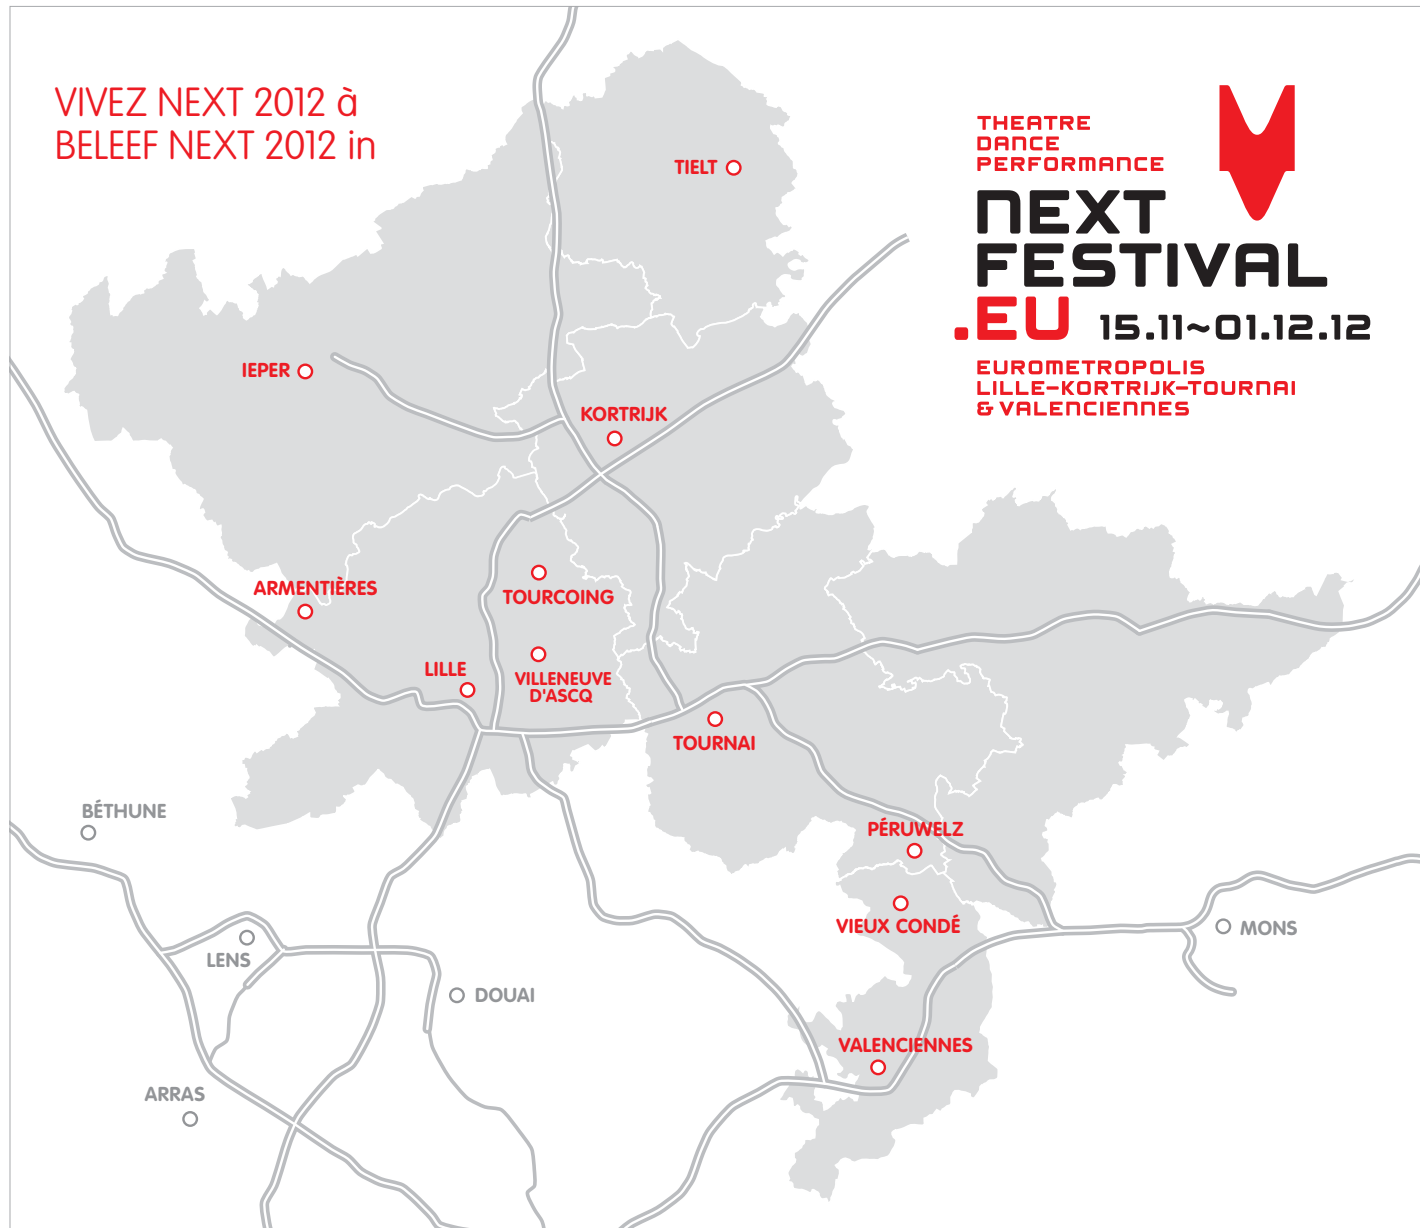 VIVEZ NEXT 2012 à
BELEEF NEXT 2012 in
THEATRE
DANCE
PERFORMANCE
NEXT
FESTIVAL
.EU 15.11~01.12.12
EUROMETROPOLIS
LILLE-KORTRIJK-TOURNAI
& VALENCIENNES
TIELT
IEPER
KORTRIJK
ARMENTIÈRES
TOURCOING
LILLE
VILLENEUVE
D'ASCQ
TOURNAI
BÉTHUNE
PÉRUWELZ
VIEUX CONDÉ
MONS
LENS
DOUAI
VALENCIENNES
ARRAS